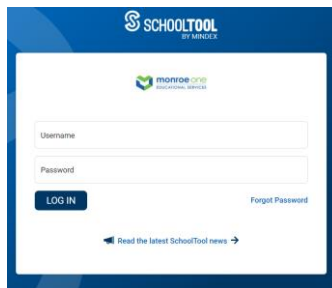 SCHOOLTOOL
BY MINDEX
monroe one
EDUCATIONAL SERVICES
Username
Password
LOG IN
Forgot Password
Read the latest SchoolTool news